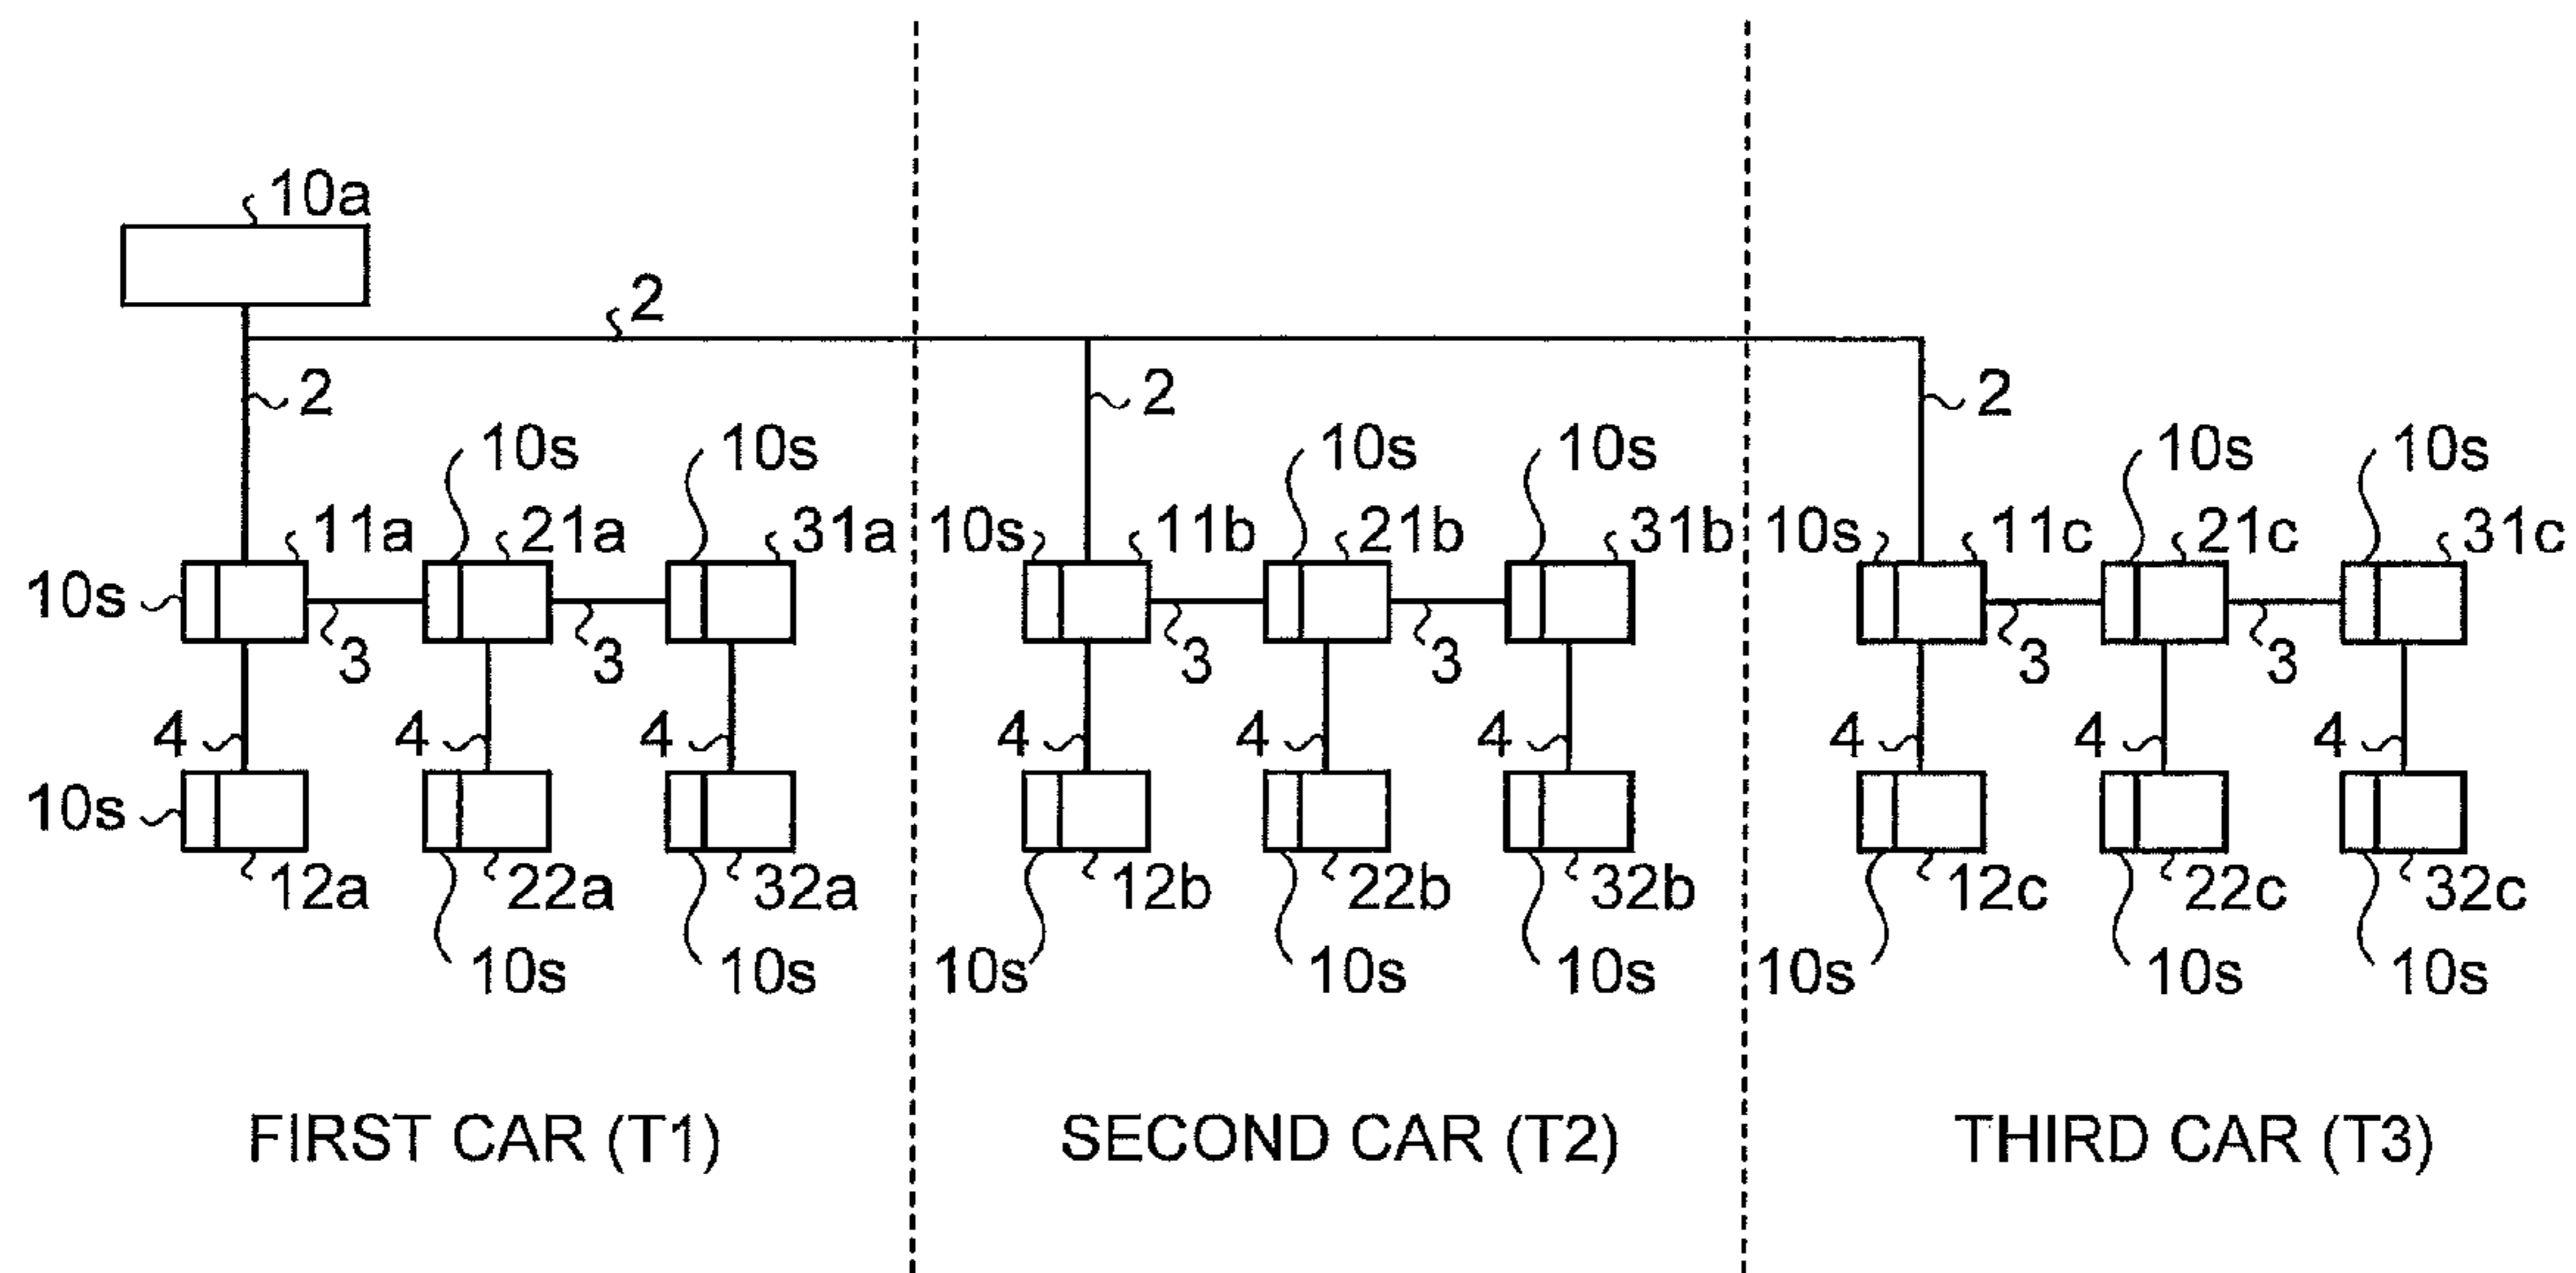 10a
2
2 2 2
10s 10s 10s 10s 10s 10s
11a 21a 31a 10s 11b 21b 31b 10s 11c 21c 31c
10s
3 3 3 3 3 3
4 4 4 4 4 4 4 4 4
10s
12a 22a 32a 12b 22b 32b 12c 22c 32c
10s 10s 10s 10s 10s 10s 10s 10s
FIRST CAR (T1) SECOND CAR (T2) THIRD CAR (T3)